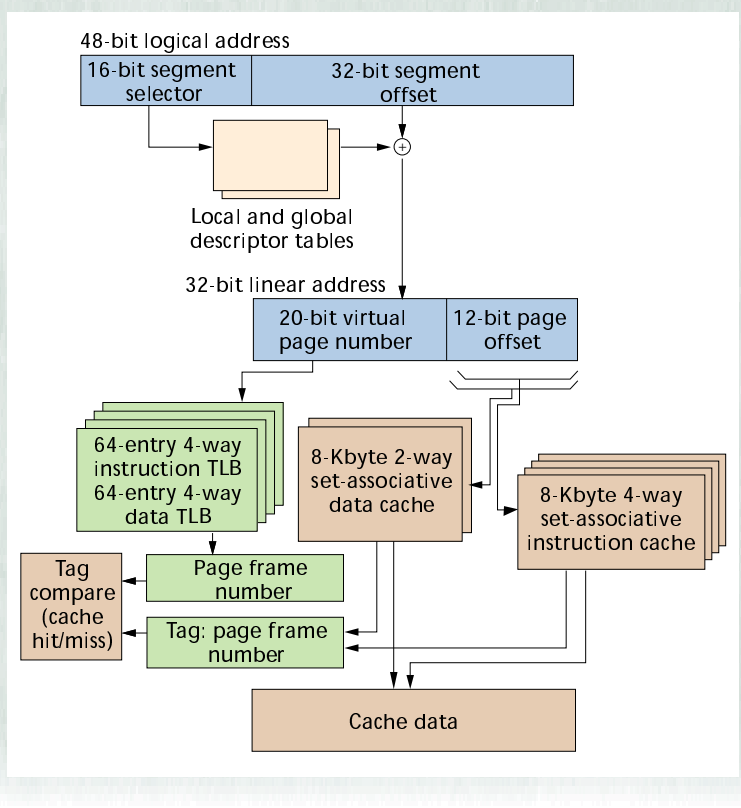 48-bit logical address
16-bit segment
selector
32-bit segment
offset
+
Local and global
descriptor tables
32-bit linear address
20-bit virtual
page number
12-bit page
offset
64-entry 4-way
instruction TLB
64-entry 4-way
data TLB
8-Kbyte 2-way
set-associative
data cache
8-Kbyte 4-way
set-associative
instruction cache
Tag
compare
(cache
hit/miss)
Page frame
number
Tag: page frame
number
Cache data